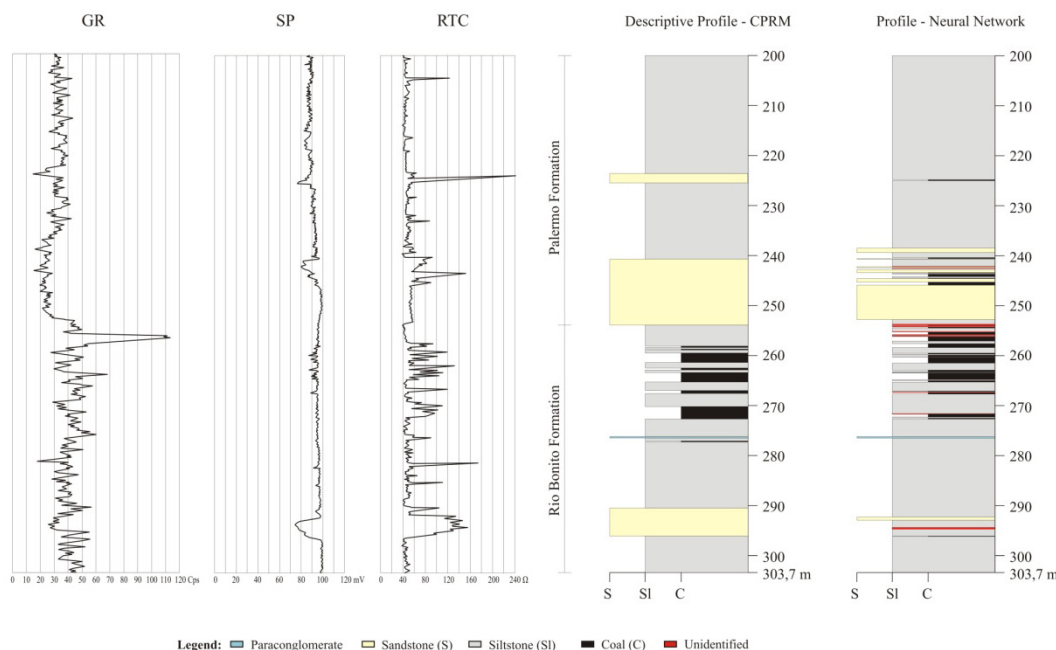 GR SP RTC Descriptive Profile - CPRM Profile - Neural Network
200 200
210 210
220 220
230 230
240 240
250 250
260 260
270 270
280 280
290 290
300 300
303,7 m 303,7 m
Palermo Formation
Rio Bonito Formation
0 10 20 30 40 50 60 70 80 90 100 110 120 Cps 0 20 40 60 80 100 120 mV 0 40 80 120 160 200 240 Ω
S Sl C S Sl C
Legend: Paraconglomerate Sandstone (S) Siltstone (Sl) Coal (C) Unidentified